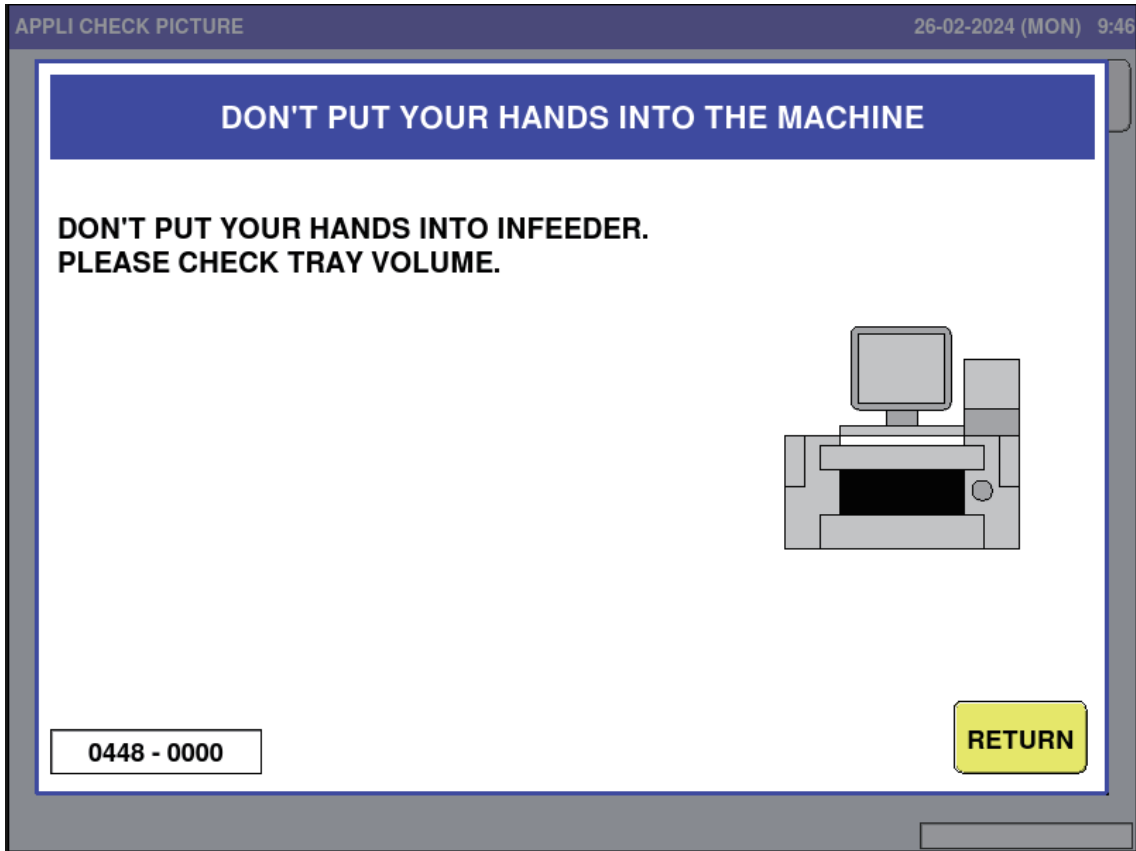 APPLI CHECK PICTURE 26-02-2024 (MON) 9:46
DON'T PUT YOUR HANDS INTO THE MACHINE
DON'T PUT YOUR HANDS INTO INFEEDER.
PLEASE CHECK TRAY VOLUME.
0448 - 0000
RETURN